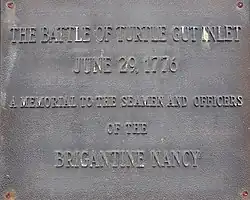 THE BATTLE OF TURTLE GUT INLET
JUNE 29, 1776
A MEMORIAL TO THE SEAMEN AND OFFICERS
OF THE
BRIGANTINE NANCY